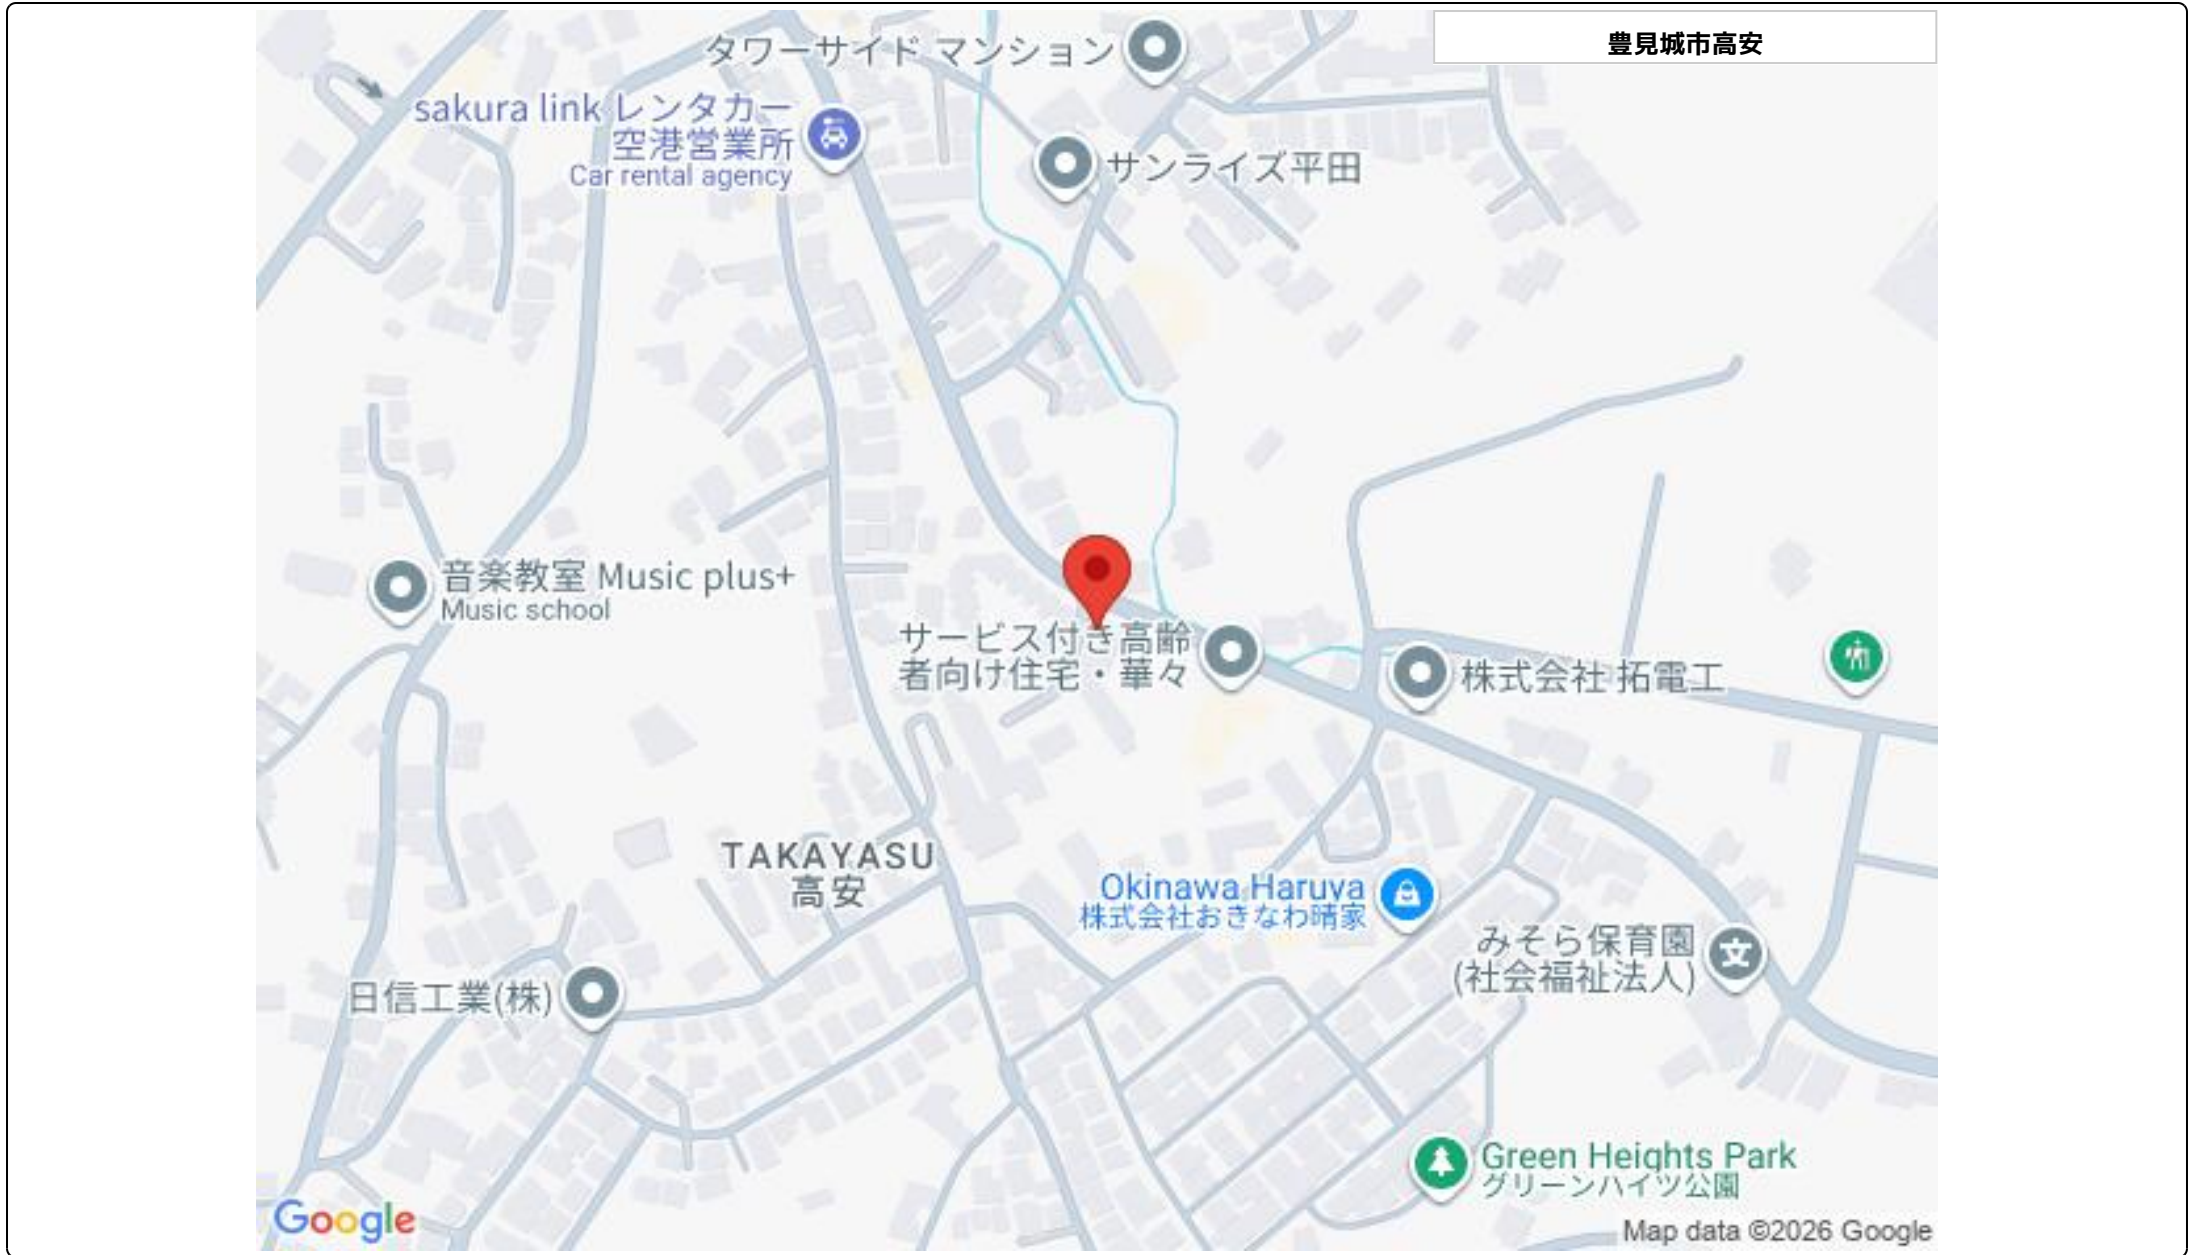 豊見城市高安
タワーサイド マンション
sakura link レンタカー
空港営業所
Car rental agency
サンライズ平田
音楽教室 Music plus+
Music school
サービス付き高齢
者向け住宅・華々
株式会社 拓電工
TAKAYASU
高安
Okinawa Haruya
株式会社おきなわ晴家
みそら保育園
(社会福祉法人)
日信工業(株)
Green Heights Park
グリーンハイツ公園
Google
Map data ©2026 Google